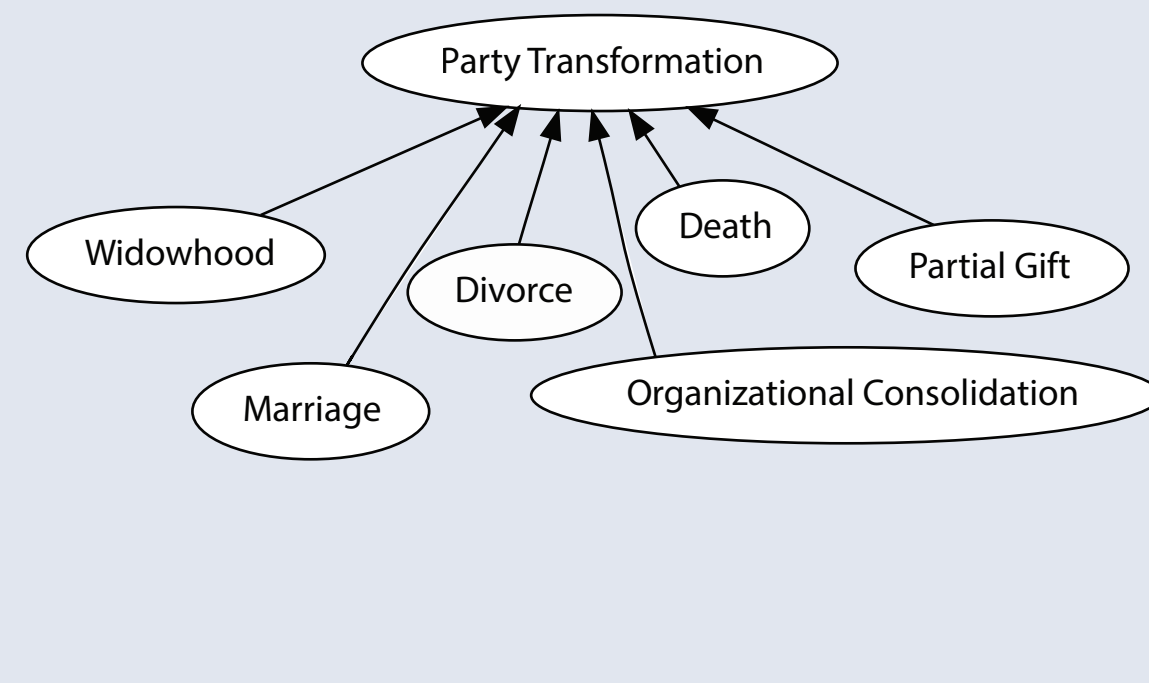 Party Transformation
Death
Widowhood
Partial Gift
Divorce
Organizational Consolidation
Marriage